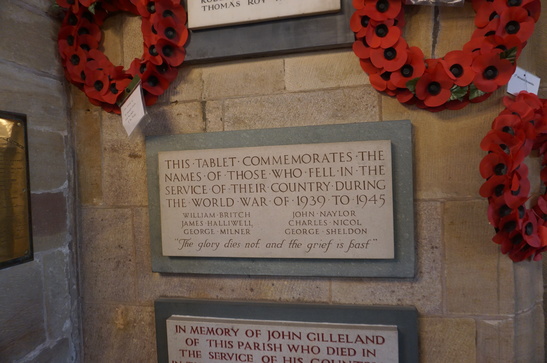 THOMAS ROY
THIS TABLET · COMMEMORATES · THE
NAMES · OF · THOSE · WHO · FELL · IN · THE
SERVICE · OF · THEIR · COUNTRY · DURING
THE · WORLD · WAR · OF · 1939 · TO · 1945
WILLIAM · BRITCH
JAMES · HALLIWELL
GEORGE · MILNER
JOHN · NAYLOR
CHARLES · NICOL
GEORGE · SHELDON
"The glory dies not and the grief is past"
IN MEMORY OF JOHN GILLELAND
OF THIS PARISH WHO DIED IN
THE SERVICE OF HIS